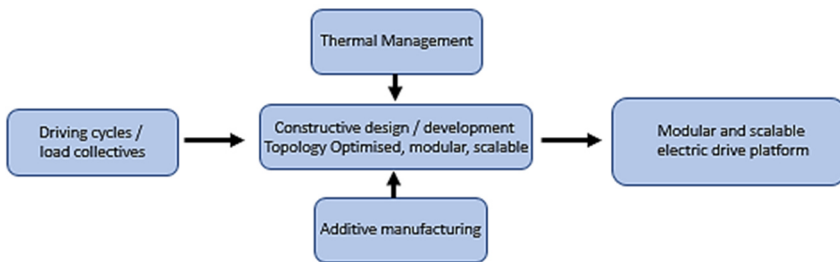 Thermal Management
Driving cycles /
load collectives
Constructive design / development
Topology Optimised, modular, scalable
Modular and scalable
electric drive platform
Additive manufacturing